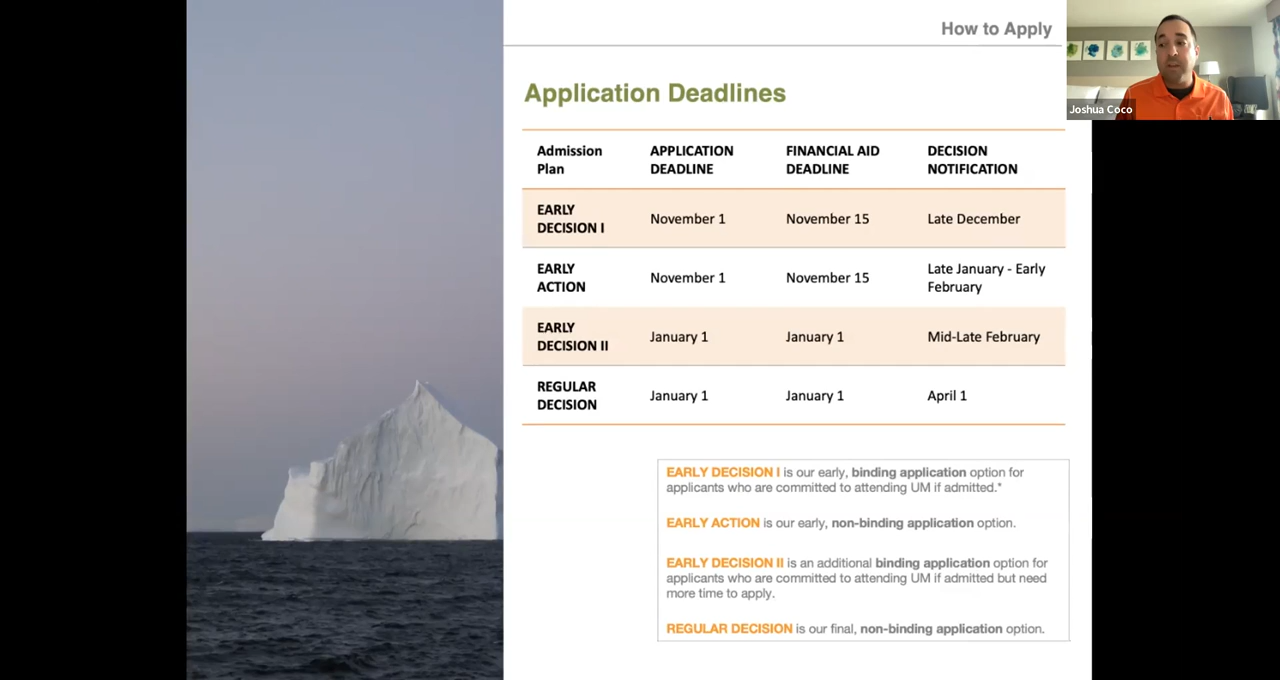 How to Apply
Joshua Coco
Application Deadlines
Admission Plan
APPLICATION DEADLINE
FINANCIAL AID DEADLINE
DECISION NOTIFICATION
EARLY DECISION I
November 1
November 15
Late December
EARLY ACTION
November 1
November 15
Late January - Early February
EARLY DECISION II
January 1
January 1
Mid-Late February
REGULAR DECISION
January 1
January 1
April 1
EARLY DECISION I is our early, binding application option for
applicants who are committed to attending UM if admitted.*
EARLY ACTION is our early, non-binding application option.
EARLY DECISION II is an additional binding application option for
applicants who are committed to attending UM if admitted but need
more time to apply.
REGULAR DECISION is our final, non-binding application option.